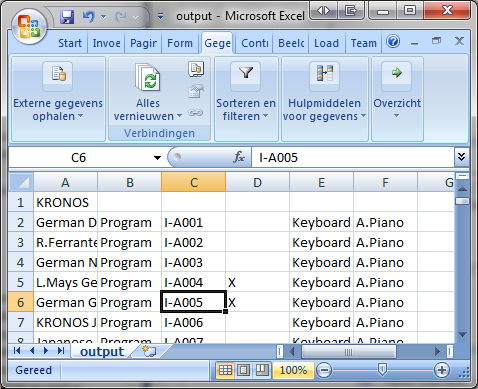 output - Microsoft Excel
Start Invoe Pagir Form Gege Conti Beelc Load Team
Externe gegevens ophalen
Alles vernieuwen
Sorteren en filteren
Hulpmiddelen voor gegevens
Overzicht
Verbindingen
C6 fx I-A005
A B C D E F G
1 KRONOS
2 German D Program I-A001 Keyboard A.Piano
3 R.Ferrante Program I-A002 Keyboard A.Piano
4 German N Program I-A003 Keyboard A.Piano
5 L.Mays Ge Program I-A004 X Keyboard A.Piano
6 German G Program I-A005 X Keyboard A.Piano
7 KRONOS J Program I-A006 Keyboard A.Piano
8 Japanese Program I-A007 Keyboard A.Piano
output
Gereed 100%